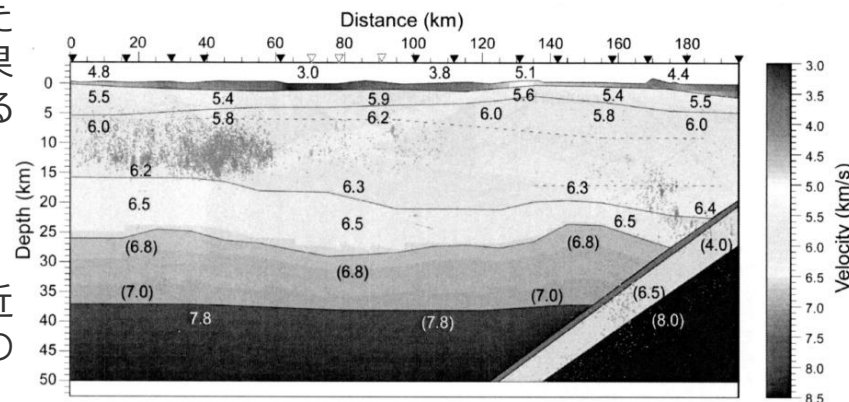 た
県
る
近
の
Distance (km)
0 20 40 60 80 100 120 140 160 180
4.8 3.0 3.8 5.1 4.4
0
5.5 5.4 5.9 5.6 5.4 5.5
5
6.0 5.8 6.2 6.0 5.8 6.0
10
15
6.2 6.3 6.3
20
6.5 6.5 6.5 6.4
25
(6.8) (6.8) (6.8) (4.0)
30
35
(7.0) (7.0) (6.5)
40
7.8 (7.8) (8.0)
45
50
Depth (km)
3.0
3.5
4.0
4.5
5.0
5.5
6.0
6.5
7.0
7.5
8.0
8.5
Velocity (km/s)